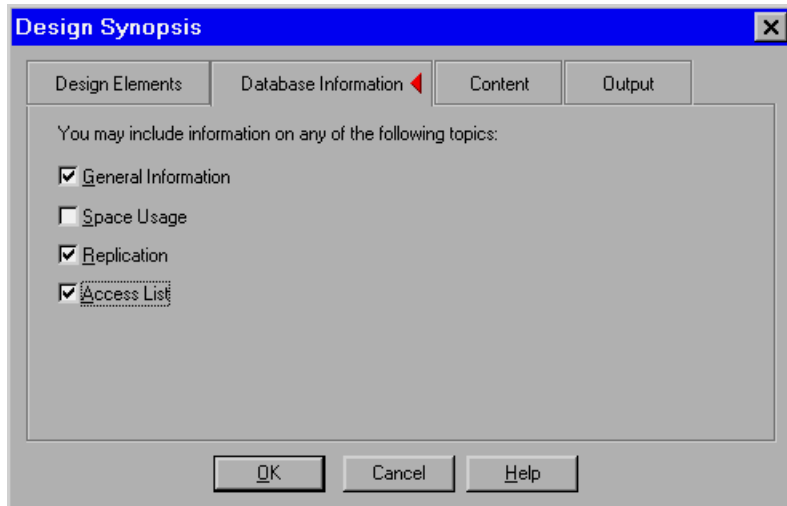 Design Synopsis
Design Elements Database Information Content Output
You may include information on any of the following topics:
General Information
Space Usage
Replication
Access List
OK Cancel Help